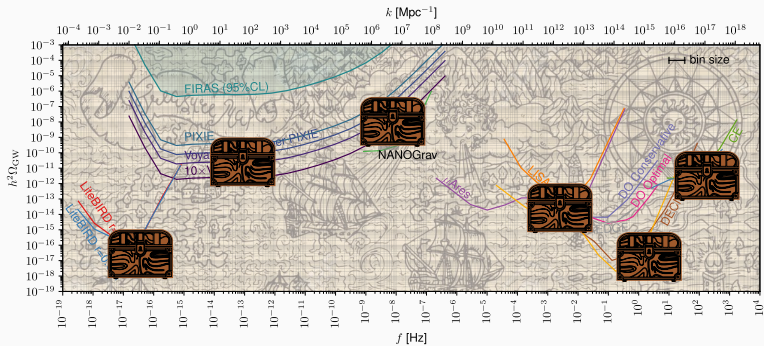 k [Mpc⁻¹]
10⁻⁴ 10⁻³ 10⁻² 10⁻¹ 10⁰ 10¹ 10² 10³ 10⁴ 10⁵ 10⁶ 10⁷ 10⁸ 10⁹ 10¹⁰ 10¹¹ 10¹² 10¹³ 10¹⁴ 10¹⁵ 10¹⁶ 10¹⁷ 10¹⁸
h²Ω_GW
10⁻³
10⁻⁴
10⁻⁵
10⁻⁶
10⁻⁷
10⁻⁸
10⁻⁹
10⁻¹⁰
10⁻¹¹
10⁻¹²
10⁻¹³
10⁻¹⁴
10⁻¹⁵
10⁻¹⁶
10⁻¹⁷
10⁻¹⁸
10⁻¹⁹
bin size
FIRAS (95%CL)
PIXIE
PIXIE
Voya
10×
NANOGrav
LiteBIRD
LiteBIRD
Ares
DO Conservative
DO Optimal
DEC
10⁻¹⁹ 10⁻¹⁸ 10⁻¹⁷ 10⁻¹⁶ 10⁻¹⁵ 10⁻¹⁴ 10⁻¹³ 10⁻¹² 10⁻¹¹ 10⁻¹⁰ 10⁻⁹ 10⁻⁸ 10⁻⁷ 10⁻⁶ 10⁻⁵ 10⁻⁴ 10⁻³ 10⁻² 10⁻¹ 10⁰ 10¹ 10² 10³ 10⁴
f [Hz]